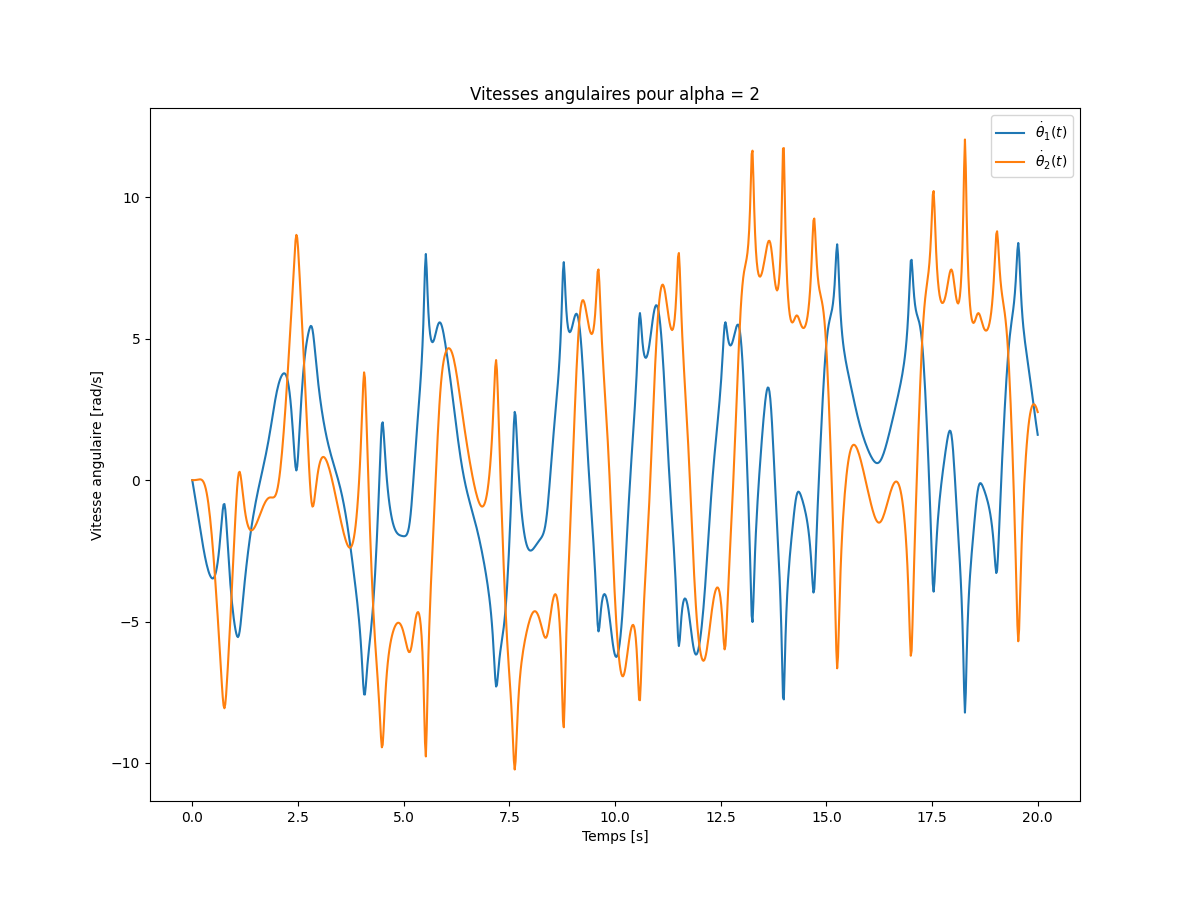 Vitesses angulaires pour alpha = 2
θ̇₁(t)
θ̇₂(t)
Vitesse angulaire [rad/s]
10
5
0
−5
−10
0.0 2.5 5.0 7.5 10.0 12.5 15.0 17.5 20.0
Temps [s]